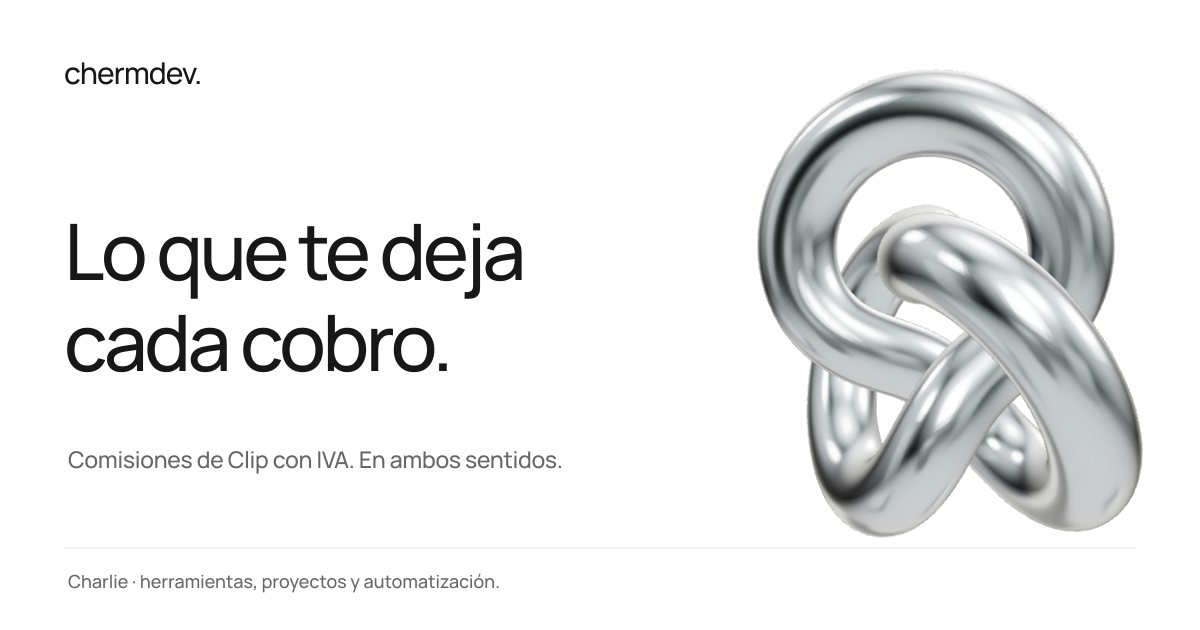 chermdev.
Lo que te deja
cada cobro.
Comisiones de Clip con IVA. En ambos sentidos.
Charlie · herramientas, proyectos y automatización.